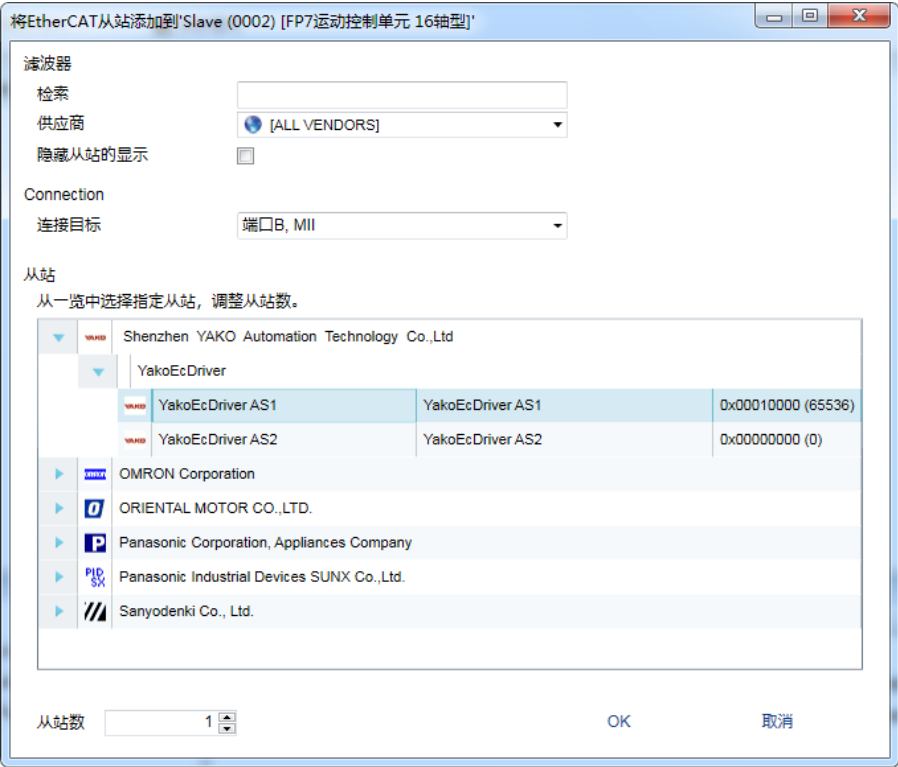 将EtherCAT从站添加到'Slave (0002) [FP7运动控制单元 16轴型]'
滤波器
检索
供应商 [ALL VENDORS]
隐藏从站的显示
Connection
连接目标 端口B, MII
从站
从一览中选择指定从站，调整从站数。
YAKO Shenzhen YAKO Automation Technology Co.,Ltd
YakoEcDriver
YAKO YakoEcDriver AS1 YakoEcDriver AS1 0x00010000 (65536)
YAKO YakoEcDriver AS2 YakoEcDriver AS2 0x00000000 (0)
OMRON OMRON Corporation
O ORIENTAL MOTOR CO.,LTD.
P Panasonic Corporation, Appliances Company
PID SX Panasonic Industrial Devices SUNX Co.,Ltd.
Sanyodenki Co., Ltd.
从站数 1 OK 取消